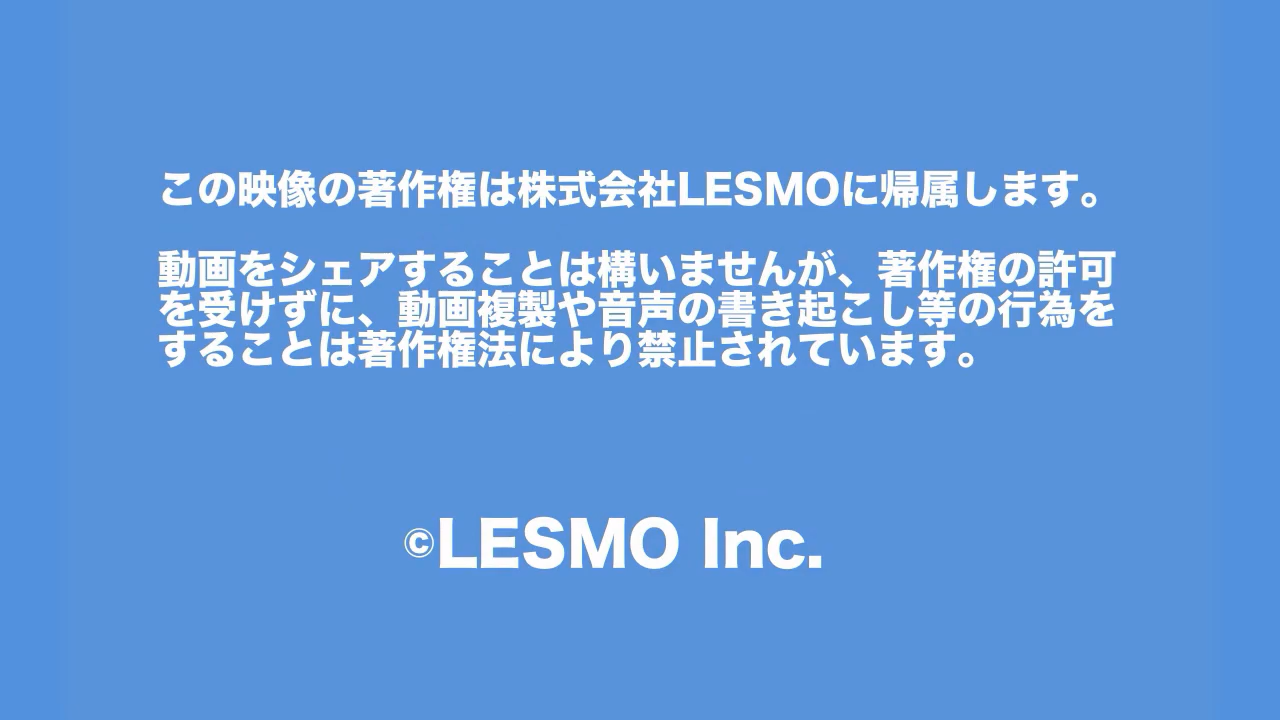 この映像の著作権は株式会社LESMOに帰属します。
動画をシェアすることは構いませんが、著作権の許可
を受けずに、動画複製や音声の書き起こし等の行為を
することは著作権法により禁止されています。
©LESMO Inc.